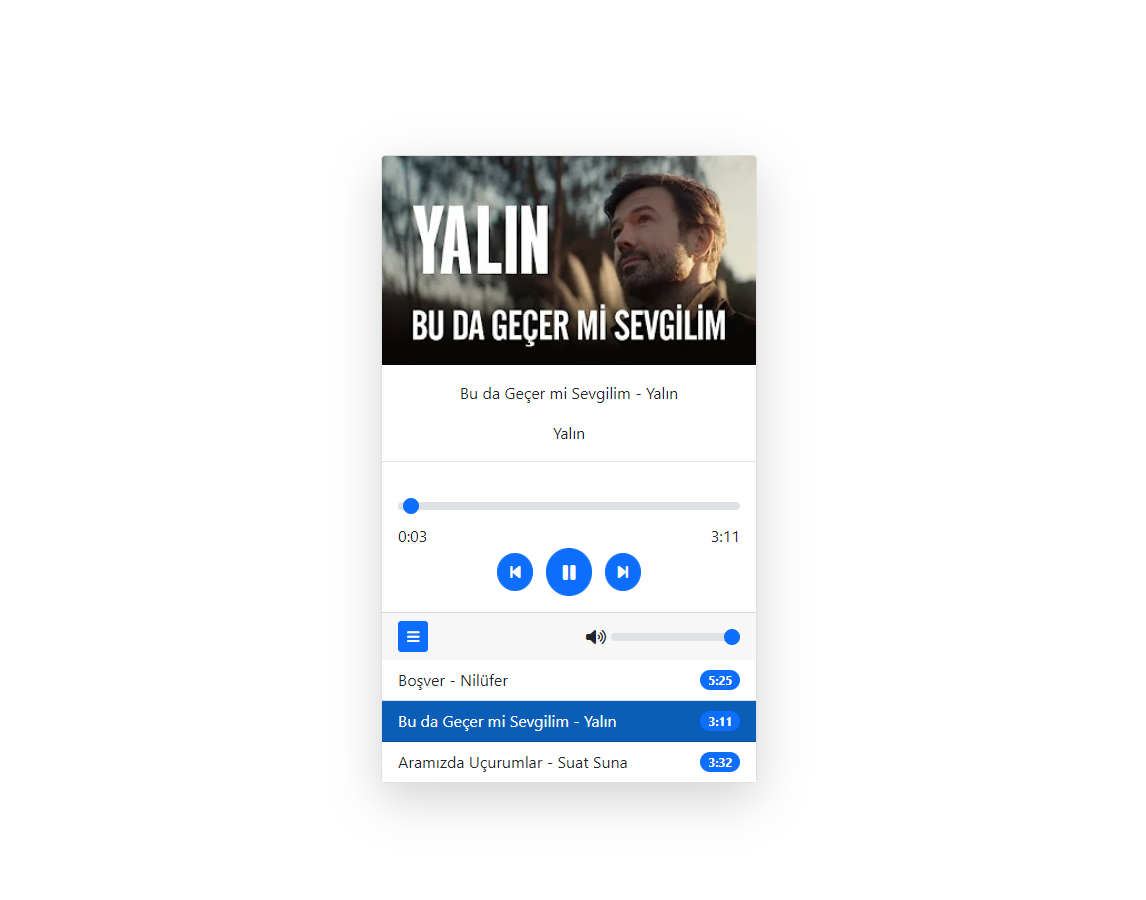 YALIN
BU DA GEÇER Mİ SEVGİLİM
Bu da Geçer mi Sevgilim - Yalın
Yalın
0:03 3:11
Boşver - Nilüfer 5:25
Bu da Geçer mi Sevgilim - Yalın 3:11
Aramızda Uçurumlar - Suat Suna 3:32